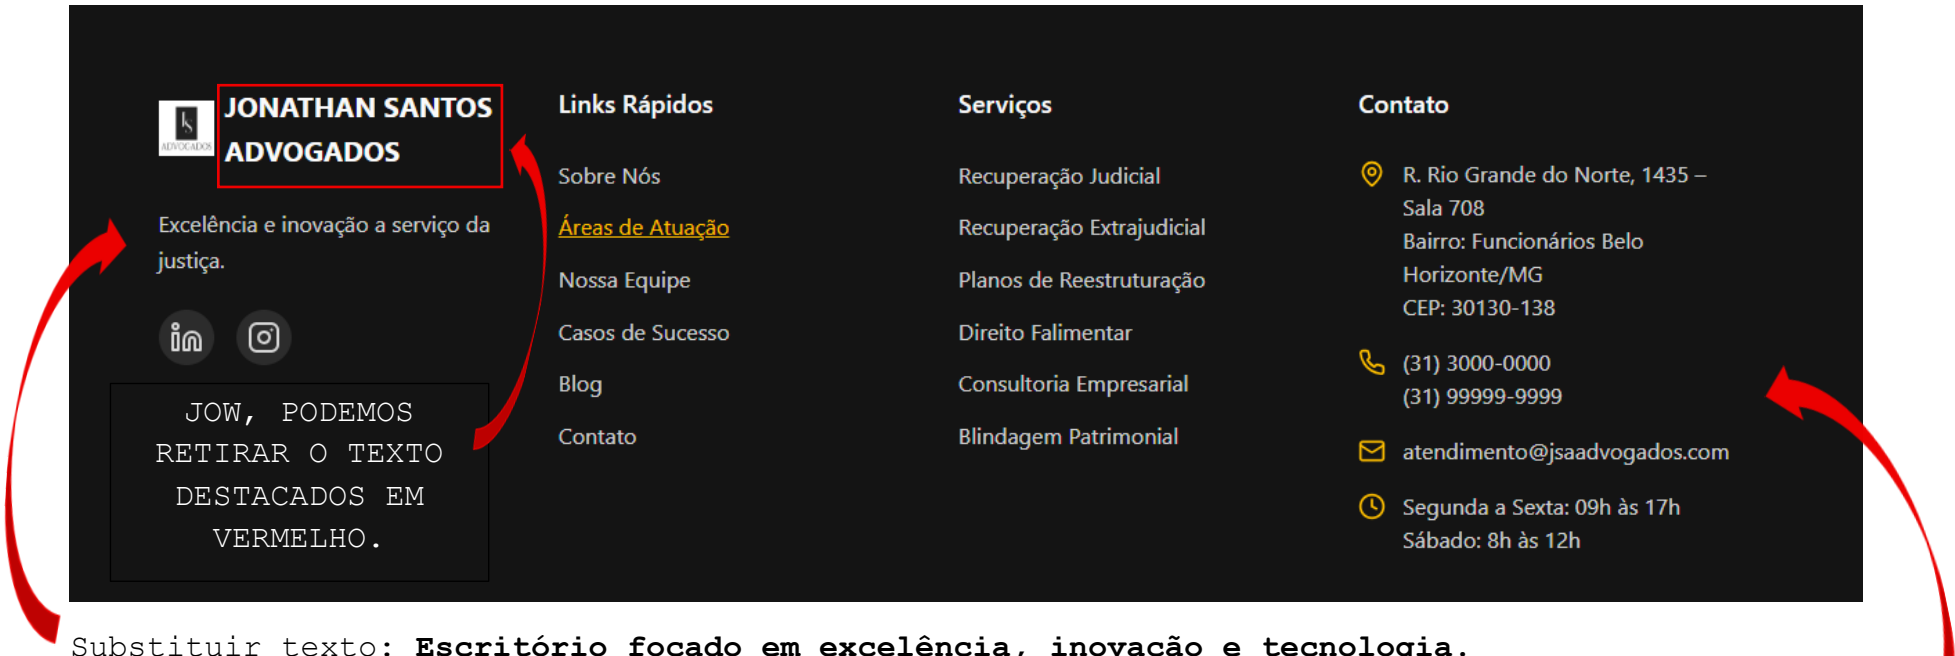 JONATHAN SANTOS
ADVOGADOS
ADVOGADOS
Excelência e inovação a serviço da
justiça.
JOW, PODEMOS
RETIRAR O TEXTO
DESTACADOS EM
VERMELHO.
Links Rápidos
Sobre Nós
Áreas de Atuação
Nossa Equipe
Casos de Sucesso
Blog
Contato
Serviços
Recuperação Judicial
Recuperação Extrajudicial
Planos de Reestruturação
Direito Falimentar
Consultoria Empresarial
Blindagem Patrimonial
Contato
R. Rio Grande do Norte, 1435 –
Sala 708
Bairro: Funcionários Belo
Horizonte/MG
CEP: 30130-138
(31) 3000-0000
(31) 99999-9999
atendimento@jsaadvogados.com
Segunda a Sexta: 09h às 17h
Sábado: 8h às 12h
Substituir texto: Escritório focado em excelência, inovação e tecnologia.